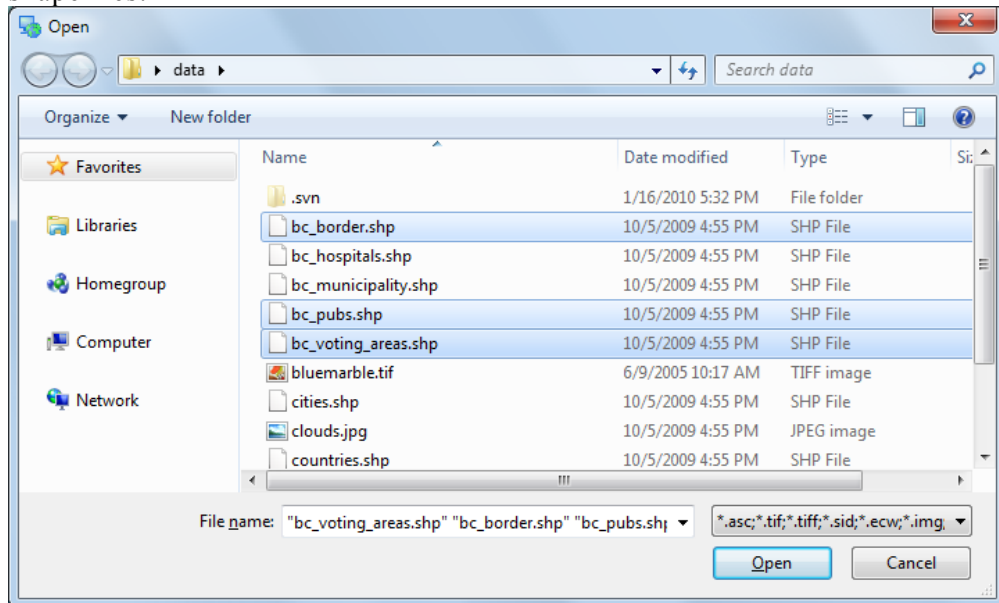 Open
data
Search data
Organize
New folder
Name
Date modified
Type
Favorites
.svn
1/16/2010 5:32 PM
File folder
Libraries
bc_border.shp
10/5/2009 4:55 PM
SHP File
bc_hospitals.shp
10/5/2009 4:55 PM
SHP File
Homegroup
bc_municipality.shp
10/5/2009 4:55 PM
SHP File
bc_pubs.shp
10/5/2009 4:55 PM
SHP File
Computer
bc_voting_areas.shp
10/5/2009 4:55 PM
SHP File
bluemarble.tif
6/9/2005 10:17 AM
TIFF image
Network
cities.shp
10/5/2009 4:55 PM
SHP File
clouds.jpg
10/5/2009 4:55 PM
JPEG image
countries.shp
10/5/2009 4:55 PM
SHP File
File name:
"bc_voting_areas.shp" "bc_border.shp" "bc_pubs.shp
*.asc;*.tif;*.tiff;*.sid;*.ecw;*.img;
Open
Cancel